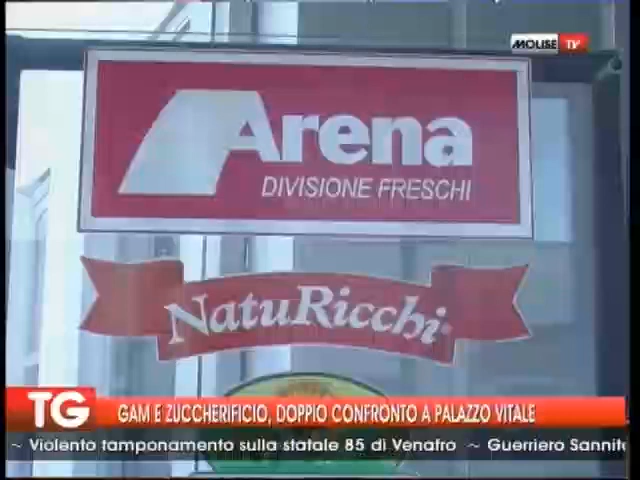 MOLISE TV
Arena
DIVISIONE FRESCHI
NatuRicchi
TG
GAM E ZUCCHERIFICIO, DOPPIO CONFRONTO A PALAZZO VITALE
~ Violento tamponamento sulla statale 85 di Venafro ~ Guerriero Sannit